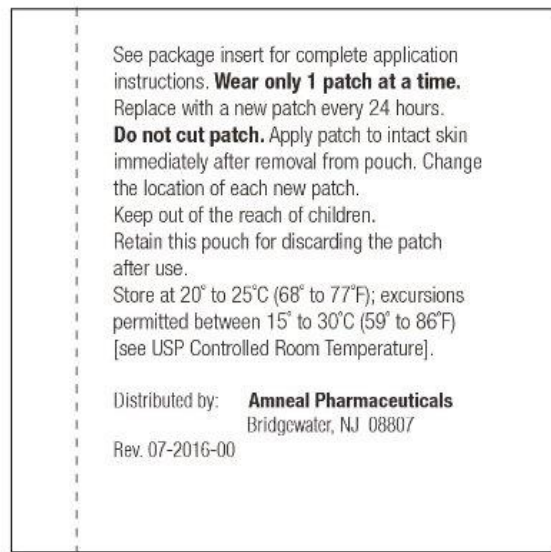 See package insert for complete application
instructions. Wear only 1 patch at a time.
Replace with a new patch every 24 hours.
Do not cut patch. Apply patch to intact skin
immediately after removal from pouch. Change
the location of each new patch.
Keep out of the reach of children.
Retain this pouch for discarding the patch
after use.
Store at 20° to 25°C (68° to 77°F); excursions
permitted between 15° to 30°C (59° to 86°F)
[see USP Controlled Room Temperature].
Distributed by: Amneal Pharmaceuticals
Bridgewater, NJ 08807
Rev. 07-2016-00